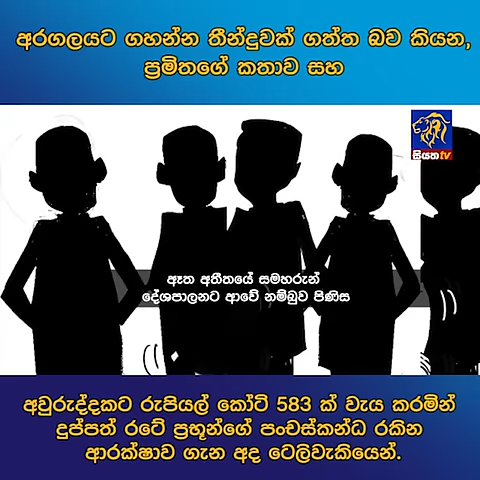 අරගලයට ගහන්න තීන්දුවක් ගත්ත බව කියන,
ප්‍රමිතගේ කතාව සහ
සියත tv
ඈත අතීතයේ සමහරුන්
දේශපාලනට ආවේ නම්බුව පිණිස
අවුරුද්දකට රුපියල් කෝටි 583 ක් වැය කරමින්
දුප්පත් රටේ ප්‍රභූන්ගේ පංචස්කන්ධ රකින
ආරක්ෂාව ගැන අද ටෙලිවැකියෙන්.